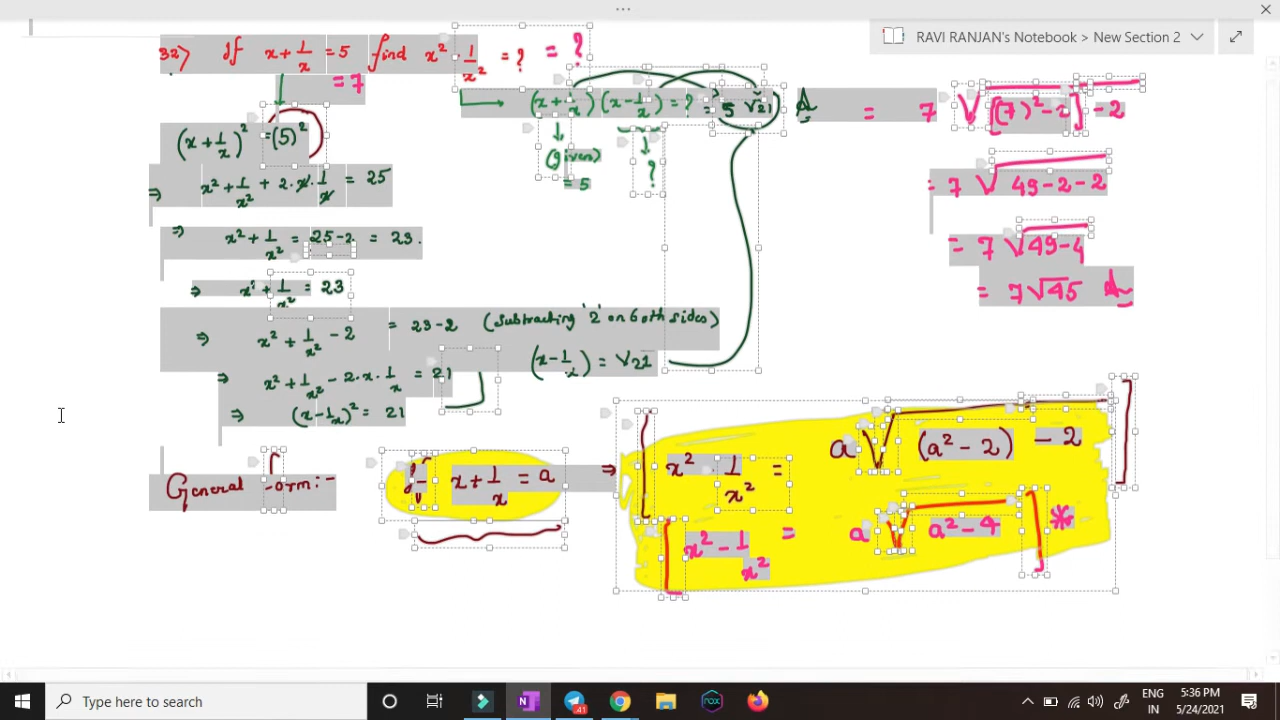 RAVI RANJAN's Notebook > New Section 2
32) If x + 1/x = 5 find x² 1/x² = ? = ?
= 7
→ (x + 1/x) (x - 1/x) = ? = 5 √21
(given) = 5
?
(x + 1/x)² = (5)²
⇒ x² + 1/x² + 2·x·1/x = 25
⇒ x² + 1/x² = 25-2 = 23.
⇒ x² + 1/x² = 23
⇒ x² + 1/x² - 2 = 23-2 (Subtracting '2' on both sides)
⇒ x² + 1/x² - 2·x·1/x = 21
(x - 1/x) = √21
⇒ (x - 1/x)² = 21
= 7 √[(7)² - 2] - 2
= 7 √49-2-2
= 7 √49-4
= 7√45
General form:-
If x + 1/x = a ⇒ [x² 1/x² = a √(a² - 2) - 2]
[x² - 1/x² = a √a² - 4] *
Type here to search
41
ENG
IN
5:36 PM
5/24/2021